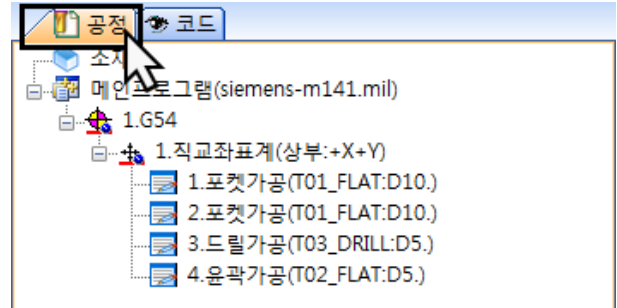 공정 코드
소재
메인프로그램(siemens-m141.mil)
1.G54
1.직교좌표계(상부:+X+Y)
1.포켓가공(T01_FLAT:D10.)
2.포켓가공(T01_FLAT:D10.)
3.드릴가공(T03_DRILL:D5.)
4.윤곽가공(T02_FLAT:D5.)